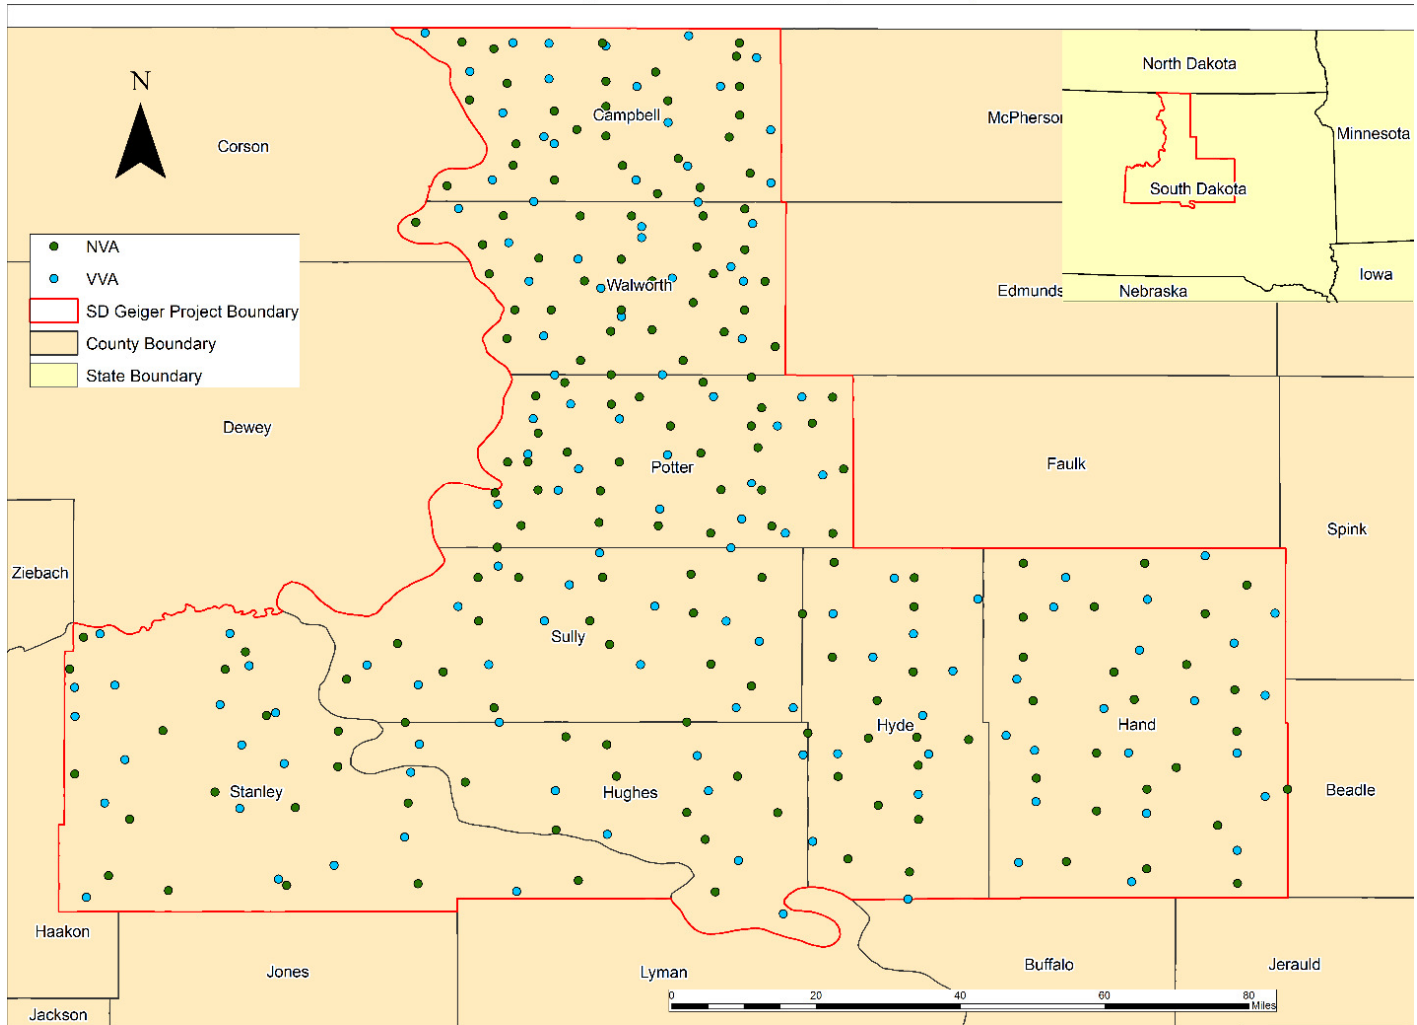 North Dakota
N
Campbell
McPherson
Minnesota
Corson
South Dakota
NVA
VVA
SD Geiger Project Boundary
County Boundary
State Boundary
Walworth
Edmunds
Nebraska
Iowa
Dewey
Potter
Faulk
Spink
Ziebach
Sully
Hyde
Hand
Stanley
Hughes
Beadle
Haakon
Jones
Lyman
Buffalo
Jerauld
Jackson
0 20 40 60 80
Miles